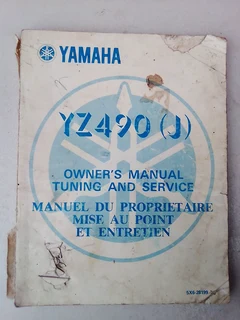 YAMAHA
YZ490 (J)
OWNER'S MANUAL
TUNING AND SERVICE
MANUEL DU PROPRIETAIRE
MISE AU POINT
ET ENTRETIEN